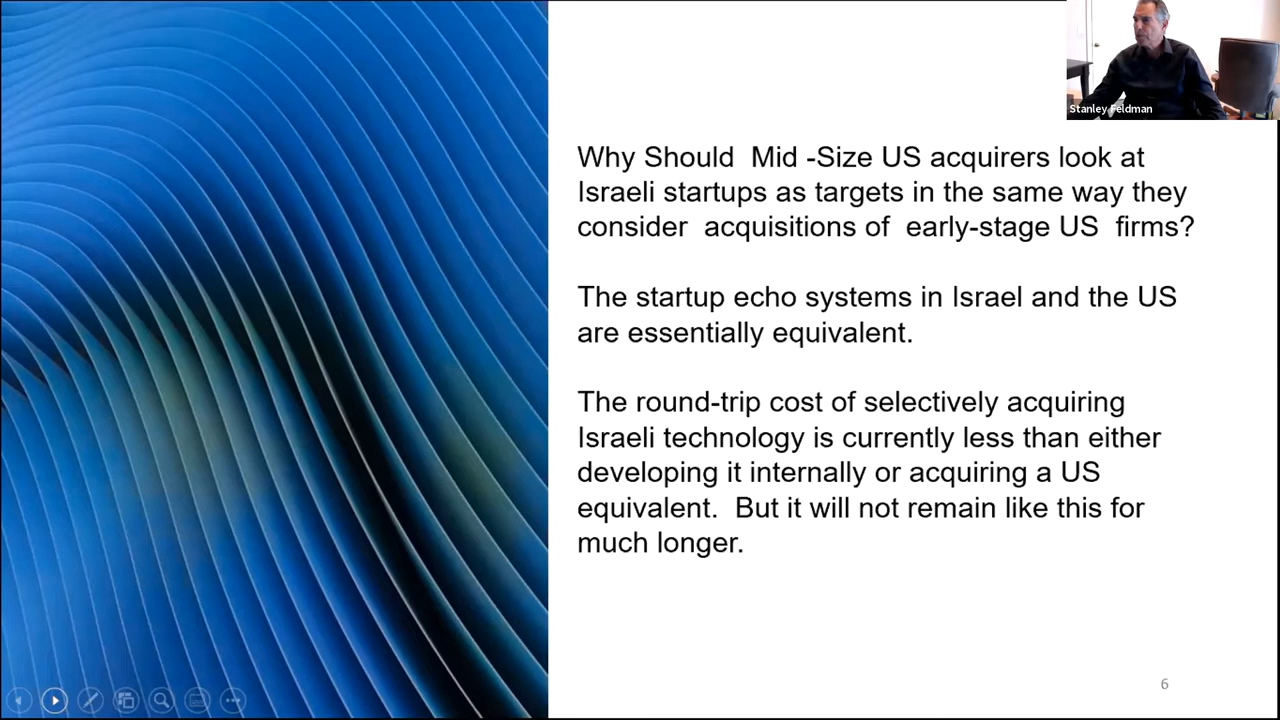 Stanley Feldman
Why Should  Mid -Size US acquirers look at
Israeli startups as targets in the same way they
consider  acquisitions of  early-stage US  firms?
The startup echo systems in Israel and the US
are essentially equivalent.
The round-trip cost of selectively acquiring
Israeli technology is currently less than either
developing it internally or acquiring a US
equivalent.  But it will not remain like this for
much longer.
6